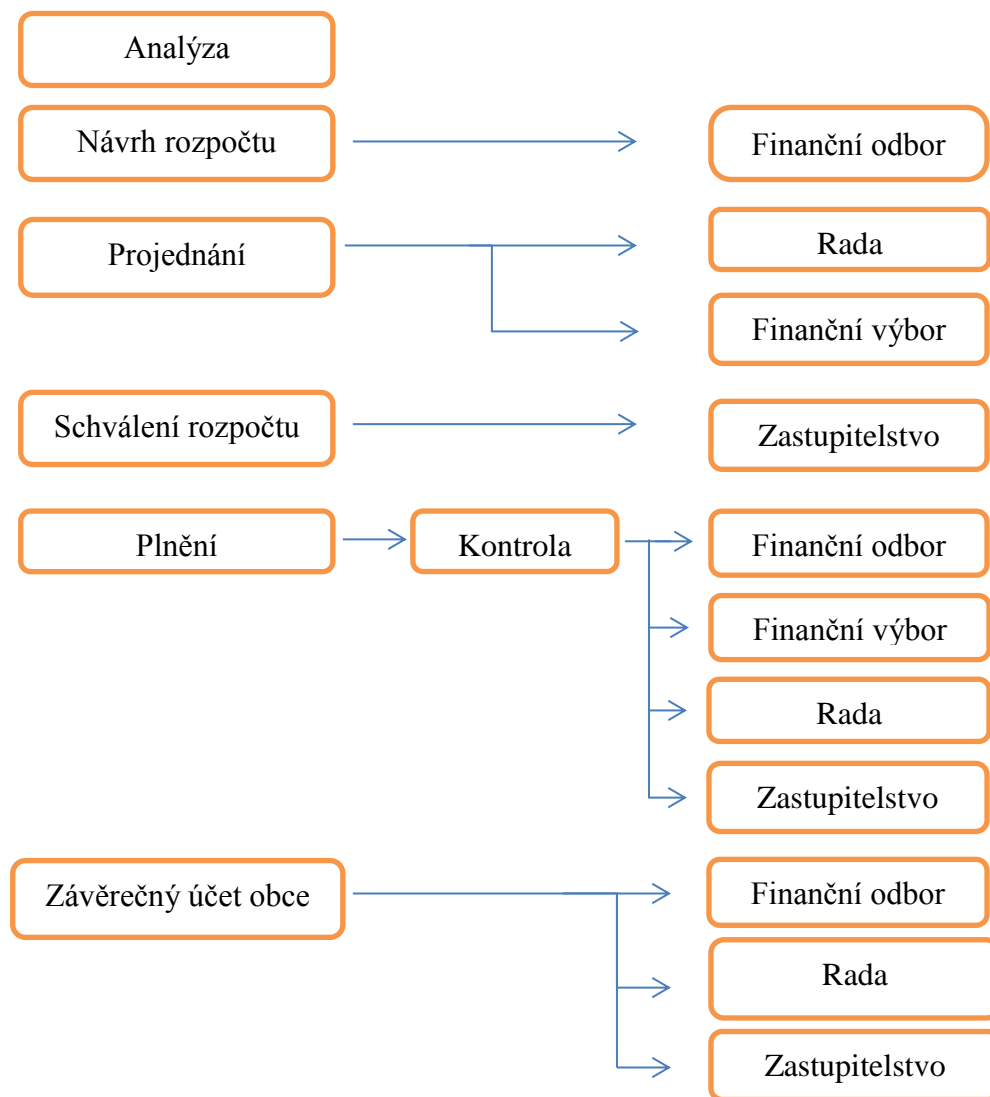 Analýza
Návrh rozpočtu
Finanční odbor
Projednání
Rada
Finanční výbor
Schválení rozpočtu
Zastupitelstvo
Plnění
Kontrola
Finanční odbor
Finanční výbor
Rada
Zastupitelstvo
Závěrečný účet obce
Finanční odbor
Rada
Zastupitelstvo